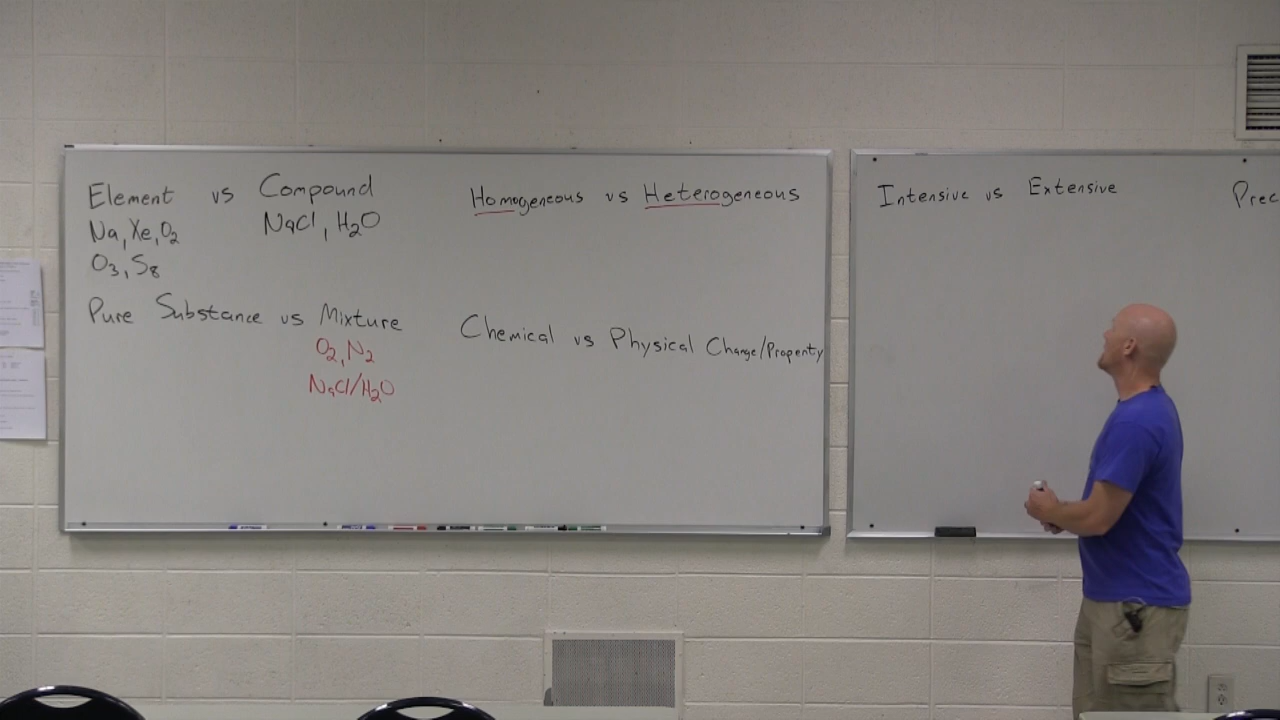 Element vs Compound
Na, Xe, O2 NaCl, H2O
O3, S8
Pure Substance vs Mixture
O2, N2
NaCl/H2O
Homogeneous vs Heterogeneous
Chemical vs Physical Change/Property
Intensive vs Extensive
Prec